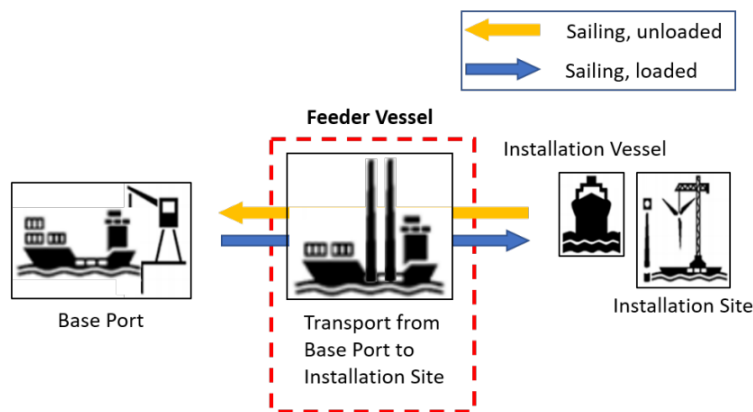 Sailing, unloaded
Sailing, loaded
Feeder Vessel
Installation Vessel
Base Port
Transport from
Base Port to
Installation Site
Installation Site